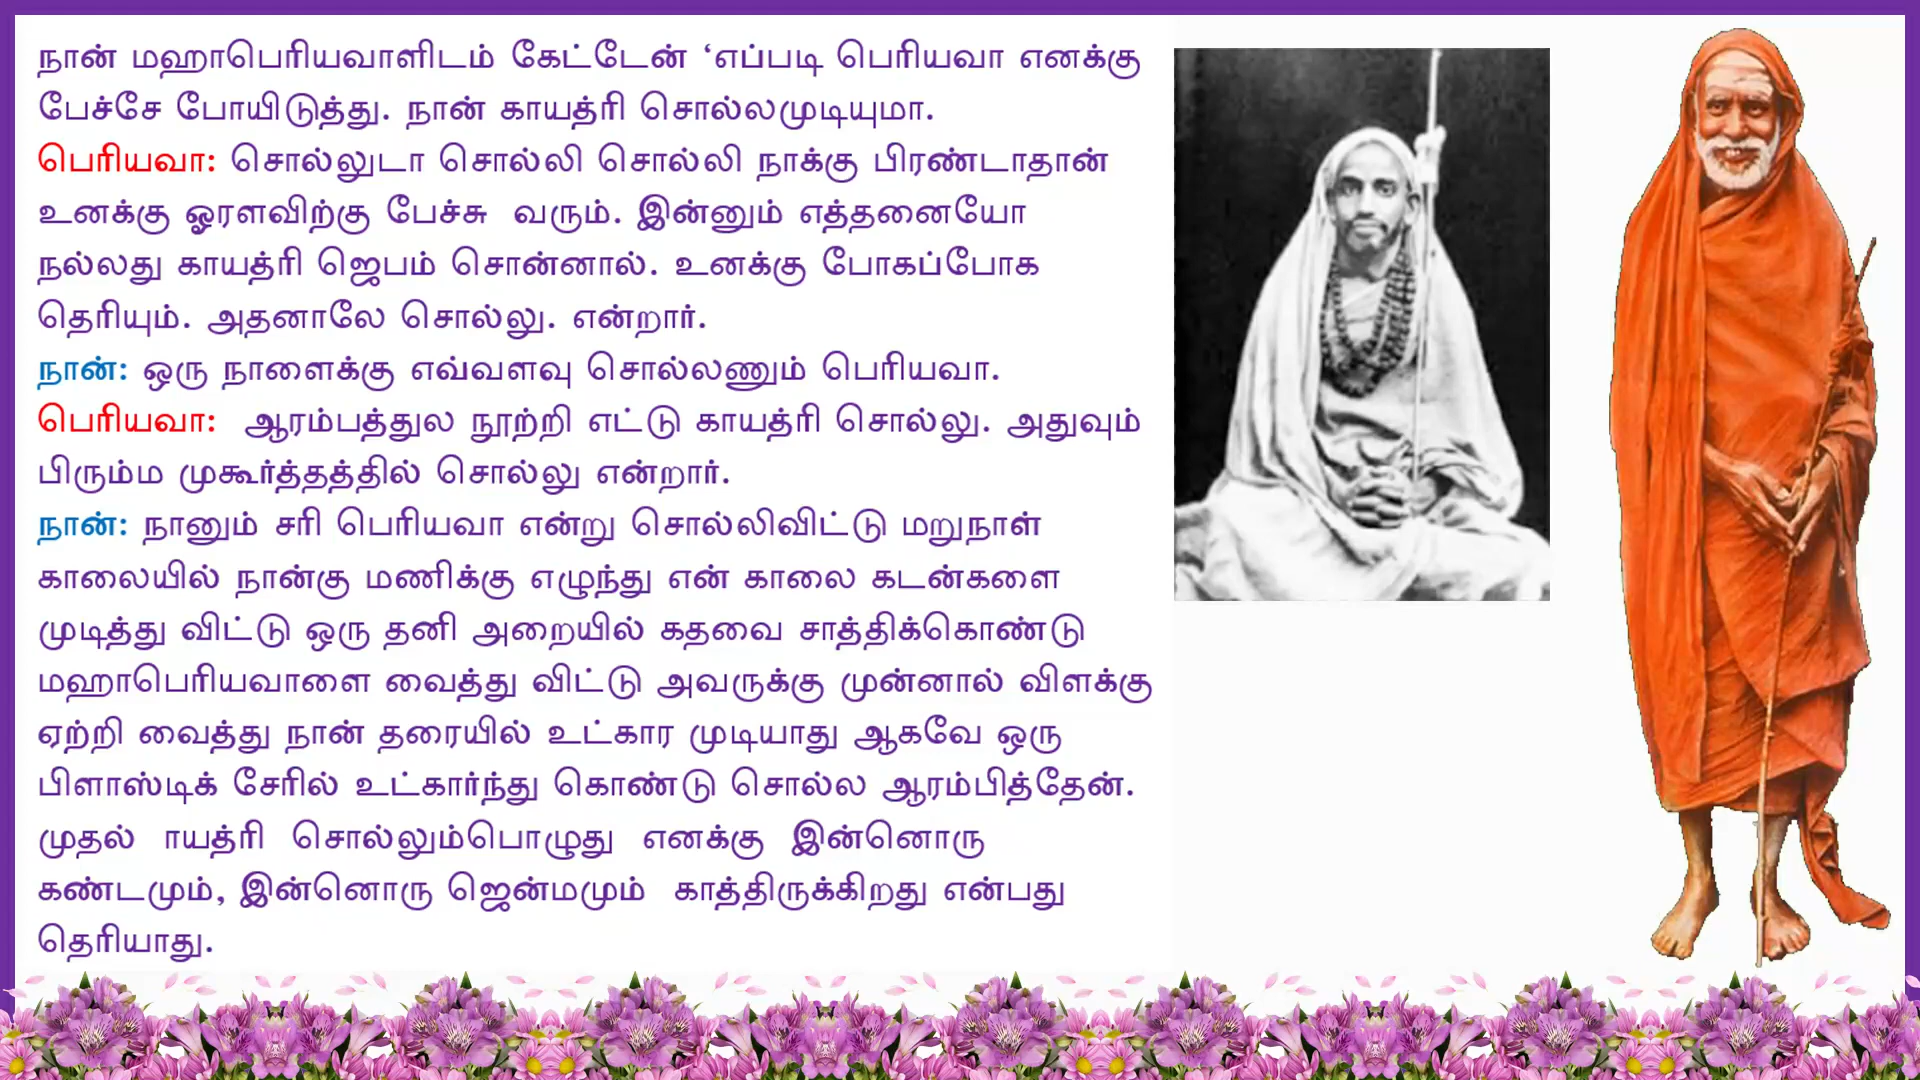 நான் மஹாபெரியவாளிடம் கேட்டேன் ‘எப்படி பெரியவா எனக்கு
பேச்சே போயிடுத்து. நான் காயத்ரி சொல்லமுடியுமா.
பெரியவா: சொல்லுடா சொல்லி சொல்லி நாக்கு பிரண்டாதான்
உனக்கு ஓரளவிற்கு பேச்சு வரும். இன்னும் எத்தனையோ
நல்லது காயத்ரி ஜெபம் சொன்னால். உனக்கு போகப்போக
தெரியும். அதனாலே சொல்லு. என்றார்.
நான்: ஒரு நாளைக்கு எவ்வளவு சொல்லணும் பெரியவா.
பெரியவா: ஆரம்பத்துல நூற்றி எட்டு காயத்ரி சொல்லு. அதுவும்
பிரும்ம முகூர்த்தத்தில் சொல்லு என்றார்.
நான்: நானும் சரி பெரியவா என்று சொல்லிவிட்டு மறுநாள்
காலையில் நான்கு மணிக்கு எழுந்து என் காலை கடன்களை
முடித்து விட்டு ஒரு தனி அறையில் கதவை சாத்திக்கொண்டு
மஹாபெரியவாளை வைத்து விட்டு அவருக்கு முன்னால் விளக்கு
ஏற்றி வைத்து நான் தரையில் உட்கார முடியாது ஆகவே ஒரு
பிளாஸ்டிக் சேரில் உட்கார்ந்து கொண்டு சொல்ல ஆரம்பித்தேன்.
முதல் ாயத்ரி சொல்லும்பொழுது எனக்கு இன்னொரு
கண்டமும், இன்னொரு ஜென்மமும் காத்திருக்கிறது என்பது
தெரியாது.